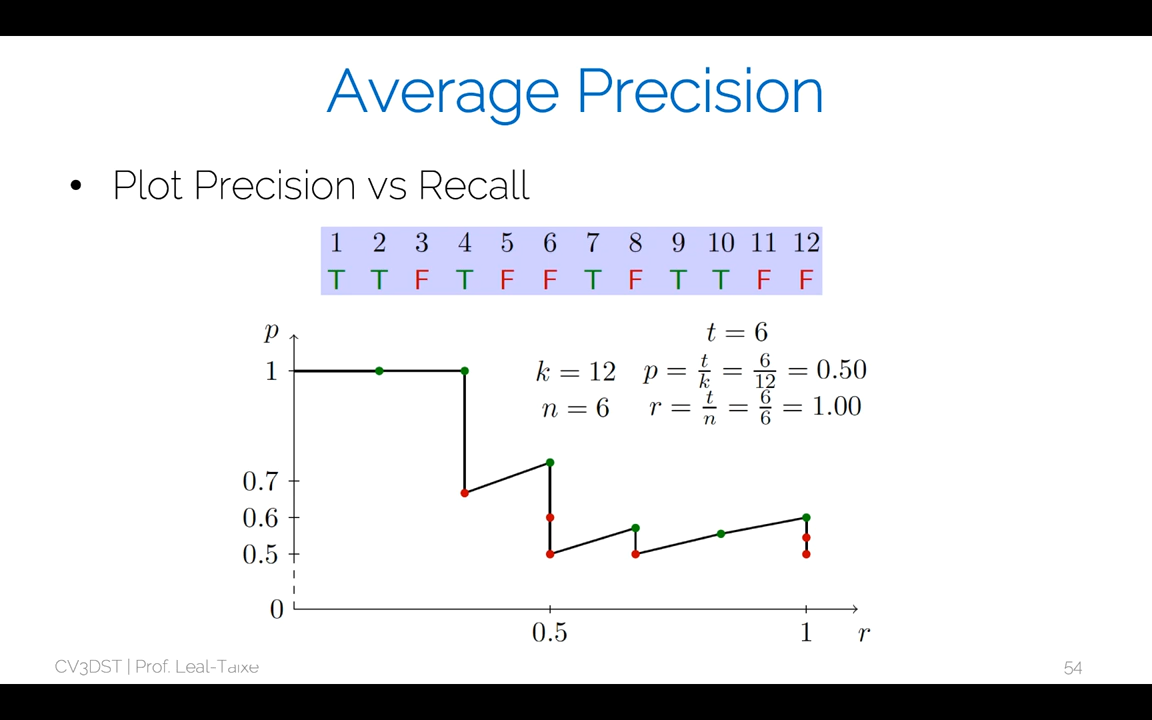 Average Precision
• Plot Precision vs Recall
1 2 3 4 5 6 7 8 9 10 11 12
T T F T F F T F T T F F
p
t = 6
1
k = 12 p = t/k = 6/12 = 0.50
n = 6 r = t/n = 6/6 = 1.00
0.7
0.6
0.5
0
0.5 1 r
CV3DST | Prof. Leal-Taixe
54